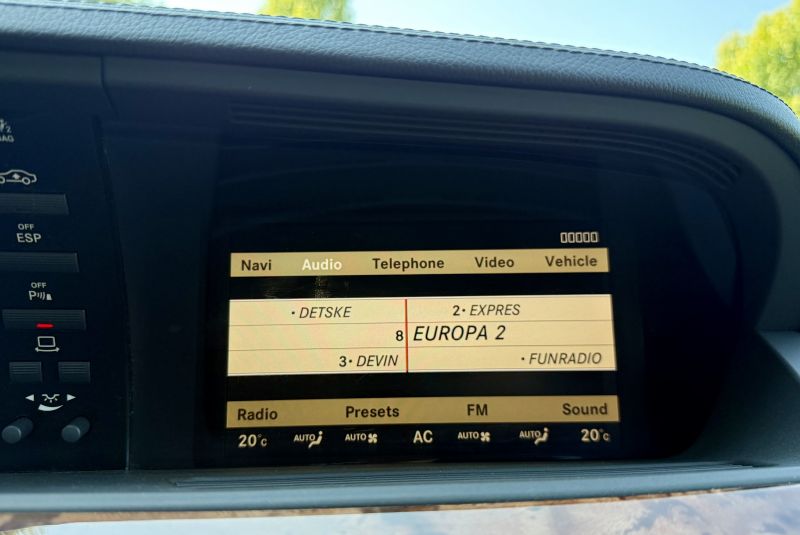 OFF
ESP
OFF
P
Navi Audio Telephone Video Vehicle
• DETSKE 2• EXPRES
8 EUROPA 2
3• DEVIN • FUNRADIO
Radio Presets FM Sound
20°C AUTO AUTO AC AUTO AUTO 20°C